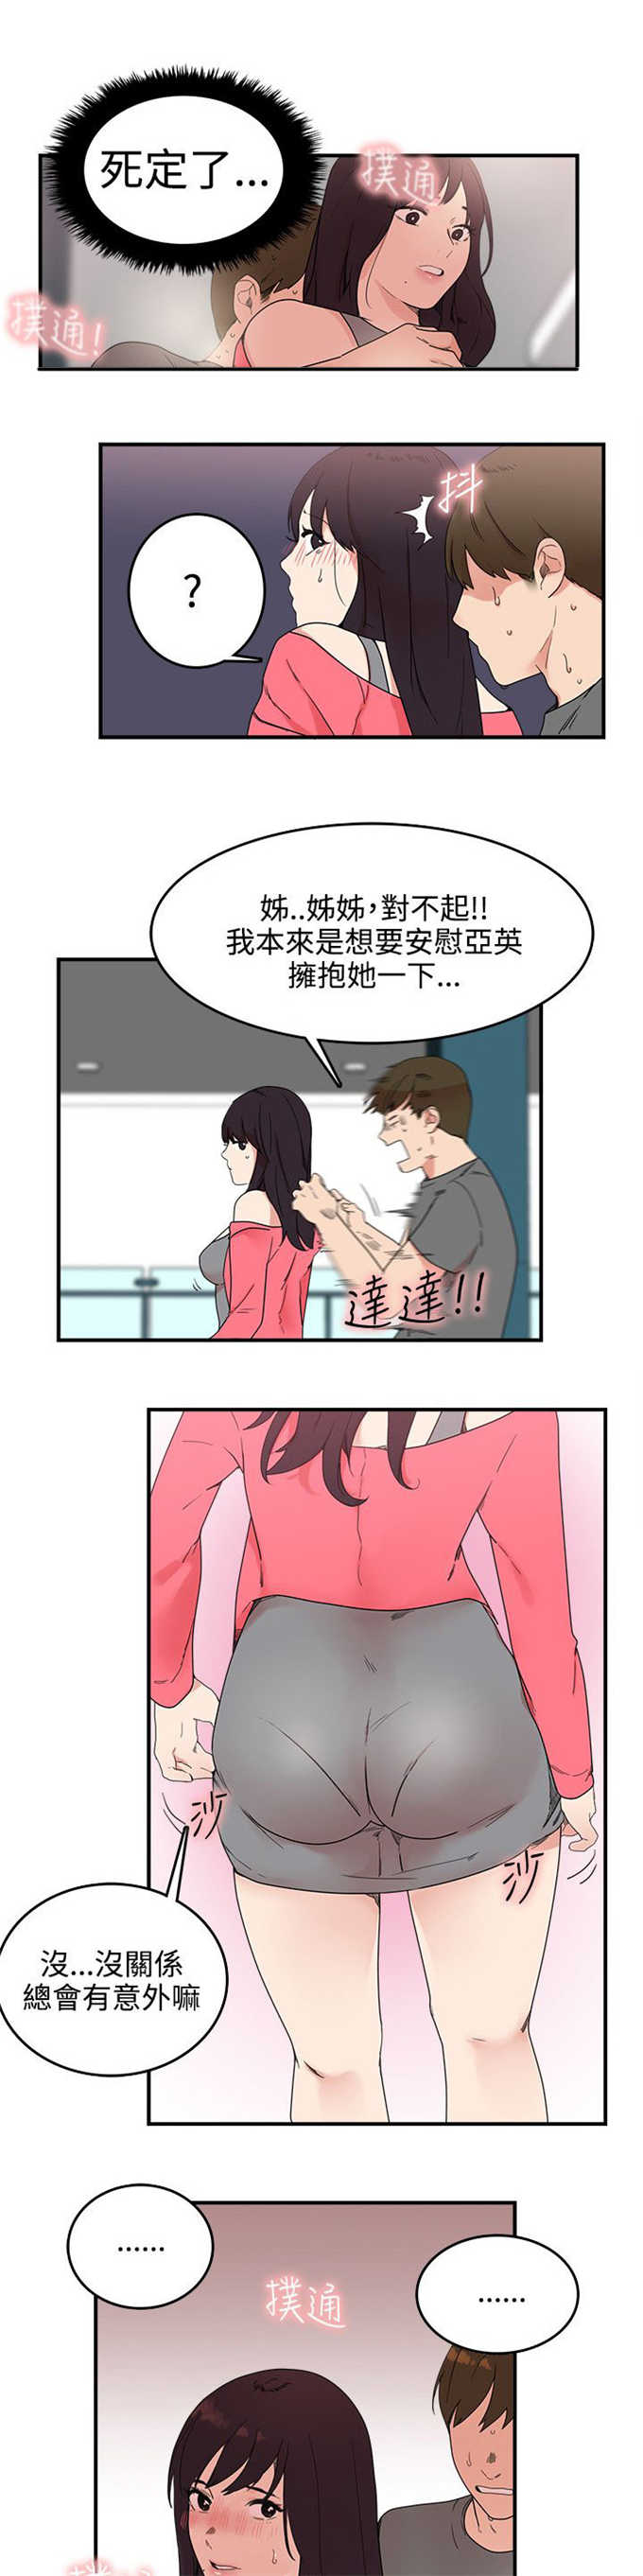 死定了...
撲通
撲通!
抖
?
姊..姊姊,對不起!!
我本來是想要安慰亞英
擁抱她一下...
達達!!
沙
沙
沒...沒關係
總會有意外嘛
......
......
撲通
撲通